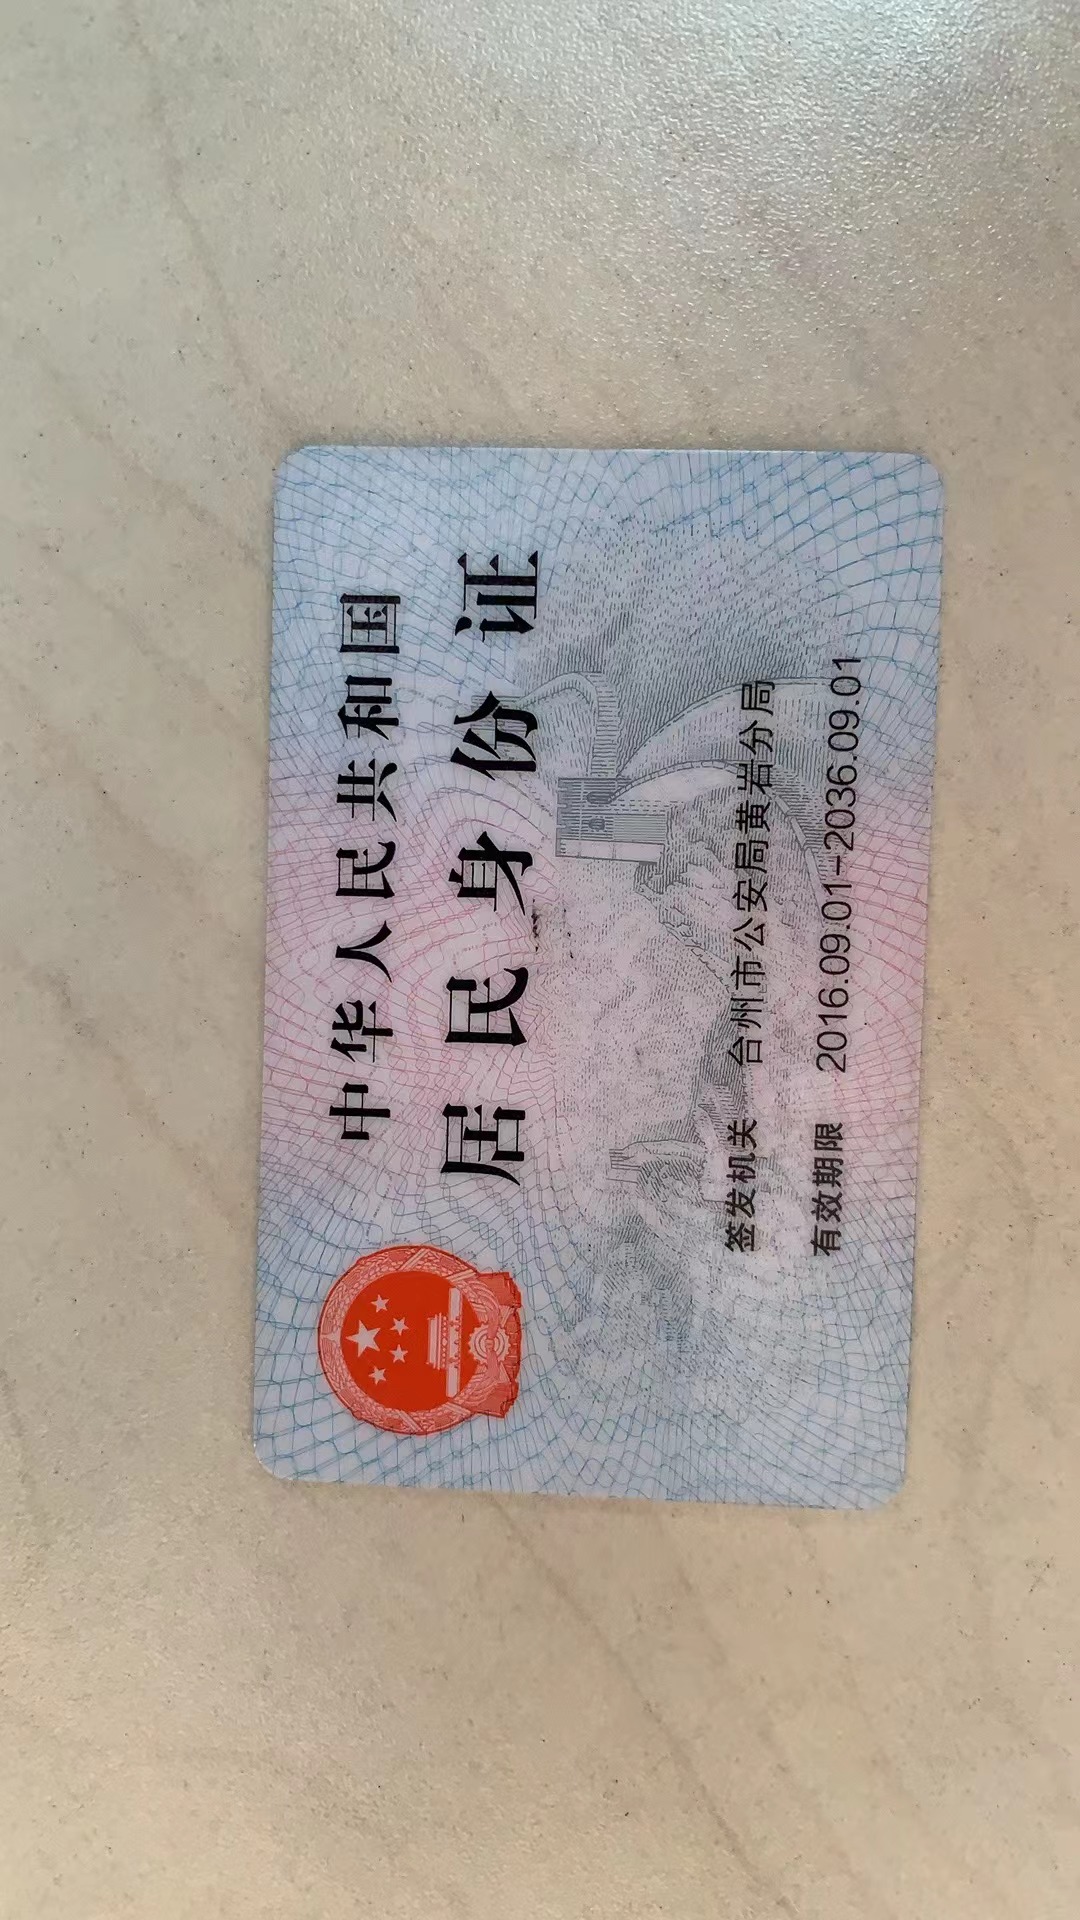 中华人民共和国
居民身份证
签发机关 台州市公安局黄岩分局
有效期限 2016.09.01-2036.09.01